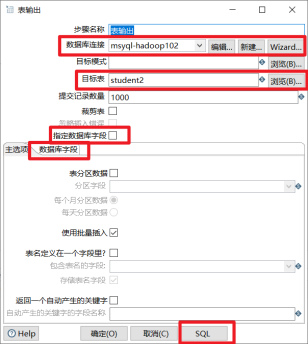 表输出
步骤名称 表输出
数据库连接 msyql-hadoop102 编辑... 新建... Wizard...
目标模式 浏览(B)...
目标表 student2 浏览(B)...
提交记录数量 1000
裁剪表
忽略插入错误
指定数据库字段
主选项 数据库字段
表分区数据
分区字段
每个月分区数据
每天分区数据
使用批量插入
表名定义在一个字段里?
包含表名的字段:
存储表名字段
返回一个自动产生的关键字
自动产生的关键字的字段名称
Help 确定(O) 取消(C) SQL